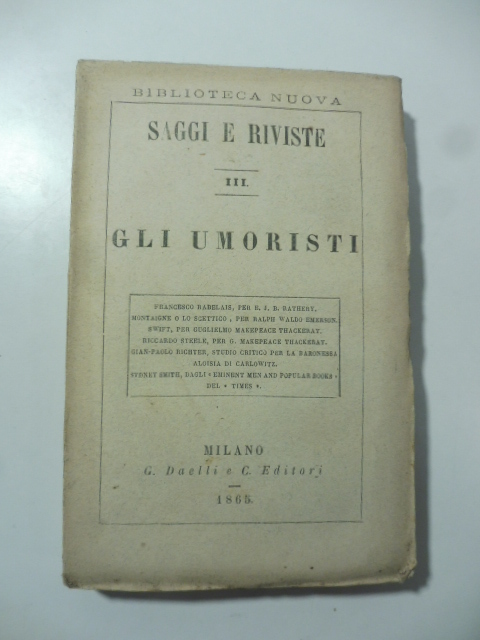 BIBLIOTECA NUOVA
SAGGI E RIVISTE
III.
GLI UMORISTI
FRANCESCO RABELAIS, PER E. J. B. RATHERY.
MONTAIGNE O LO SCETTICO, PER RALPH WALDO EMERSON.
SWIFT, PER GUGLIELMO MAKEPEACE THACKERAY.
RICCARDO STEELE, PER G. MAKEPEACE THACKERAY.
GIAN-PAOLO RICHTER, STUDIO CRITICO PER LA BARONESSA
ALOISIA DI CARLOWITZ.
SYDNEY SMITH, DAGLI « EMINENT MEN AND POPULAR BOOKS »
DEL « TIMES ».
MILANO
G. Daelli e C. Editori
1865.